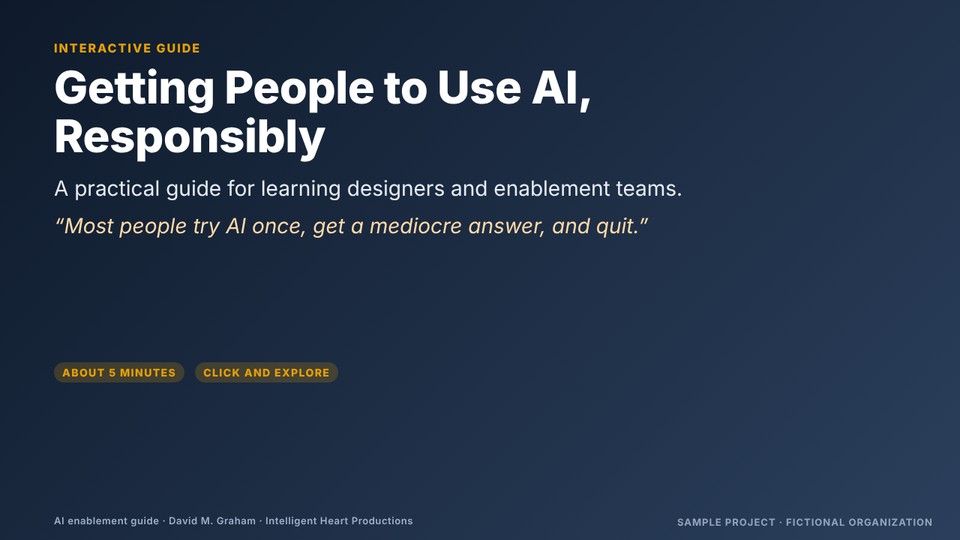 INTERACTIVE GUIDE
Getting People to Use AI,
Responsibly
A practical guide for learning designers and enablement teams.
“Most people try AI once, get a mediocre answer, and quit.”
ABOUT 5 MINUTES
CLICK AND EXPLORE
AI enablement guide · David M. Graham · Intelligent Heart Productions
SAMPLE PROJECT · FICTIONAL ORGANIZATION